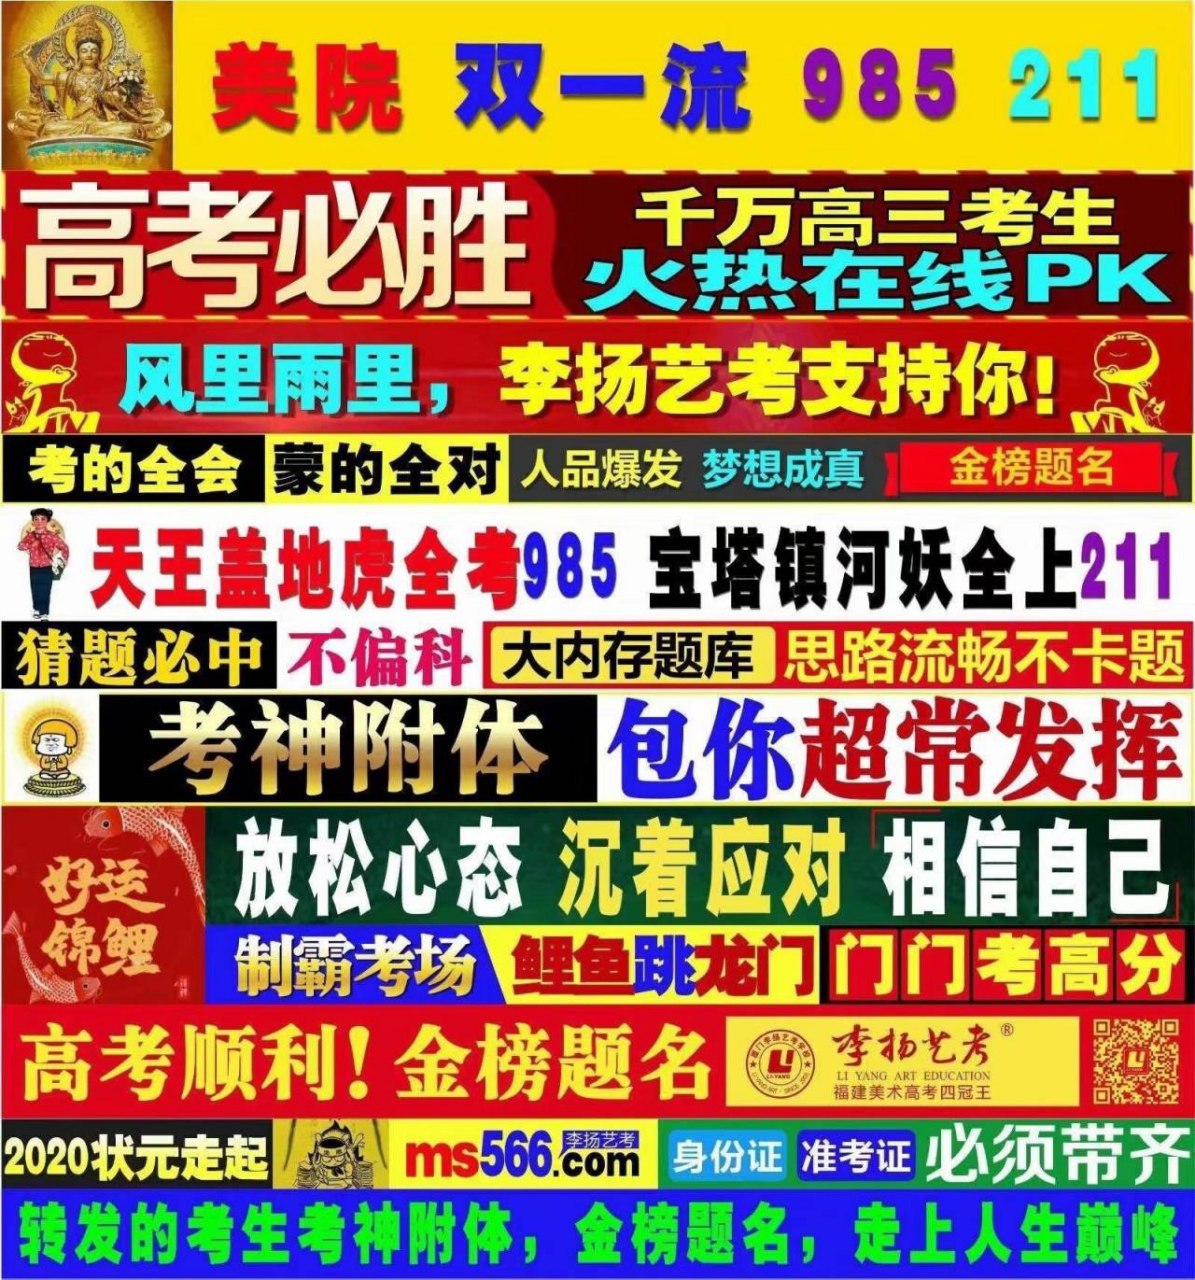 美院 双一流 985 211
高考必胜
千万高三考生
火热在线PK
风里雨里，李扬艺考支持你！
考的全会 蒙的全对 人品爆发 梦想成真 金榜题名
天王盖地虎全考985 宝塔镇河妖全上211
猜题必中 不偏科 大内存题库 思路流畅不卡题
考神附体 包你超常发挥
好运
锦鲤
放松心态 沉着应对 相信自己
制霸考场 鲤鱼跳龙门 门门考高分
高考顺利！金榜题名
李扬艺考®
LI YANG ART EDUCATION
福建美术高考四冠王
2020状元走起 ms566.com 李扬艺考 身份证 准考证 必须带齐
转发的考生考神附体，金榜题名，走上人生巅峰